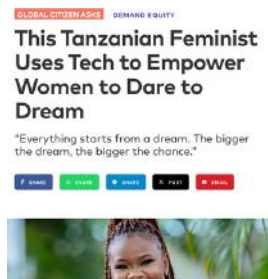 GLOBAL CITIZEN ASKS DEMAND EQUITY
This Tanzanian Feminist
Uses Tech to Empower
Women to Dare to
Dream
"Everything starts from a dream. The bigger
the dream, the bigger the chance."
SHARE SHARE SHARE POST EMAIL